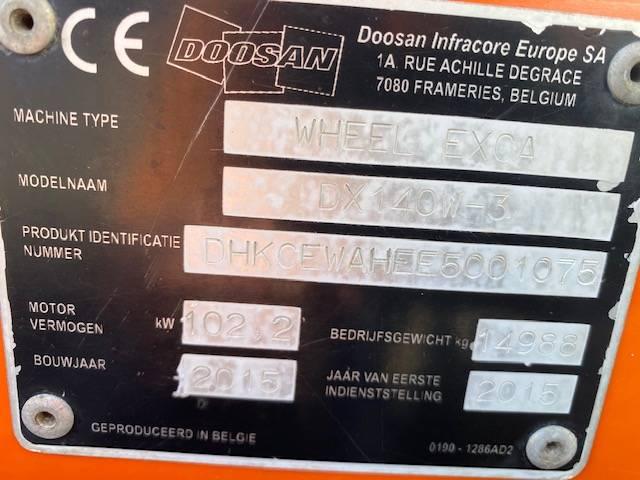 CE DOOSAN Doosan Infracore Europe SA
1A. RUE ACHILLE DEGRACE
7080 FRAMERIES, BELGIUM
MACHINE TYPE WHEEL EXCA
MODELNAAM DX140W-3
PRODUKT IDENTIFICATIE
NUMMER DHKCEWAHEE5001075
MOTOR
VERMOGEN kW 102,2 BEDRIJFSGEWICHT kg 14988
BOUWJAAR 2015 JAAR VAN EERSTE
INDIENSTSTELLING 2015
GEPRODUCEERD IN BELGIE 0190 - 1286AD2